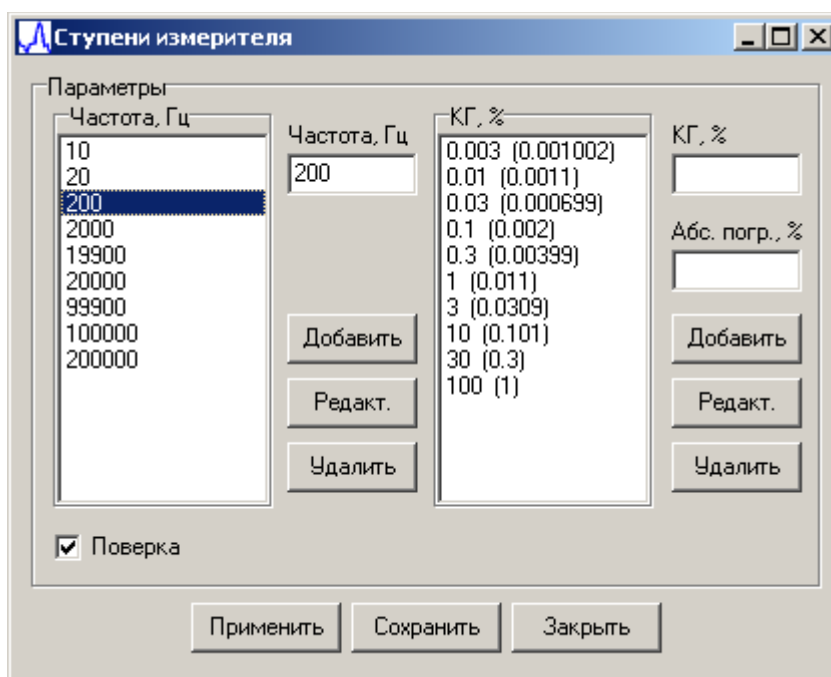 Ступени измерителя
Параметры
Частота, Гц
10
20
200
2000
19900
20000
99900
100000
200000
Частота, Гц
200
Добавить
Редакт.
Удалить
КГ, %
0.003 (0.001002)
0.01 (0.0011)
0.03 (0.000699)
0.1 (0.002)
0.3 (0.00399)
1 (0.011)
3 (0.0309)
10 (0.101)
30 (0.3)
100 (1)
КГ, %
Абс. погр., %
Добавить
Редакт.
Удалить
Поверка
Применить Сохранить Закрыть